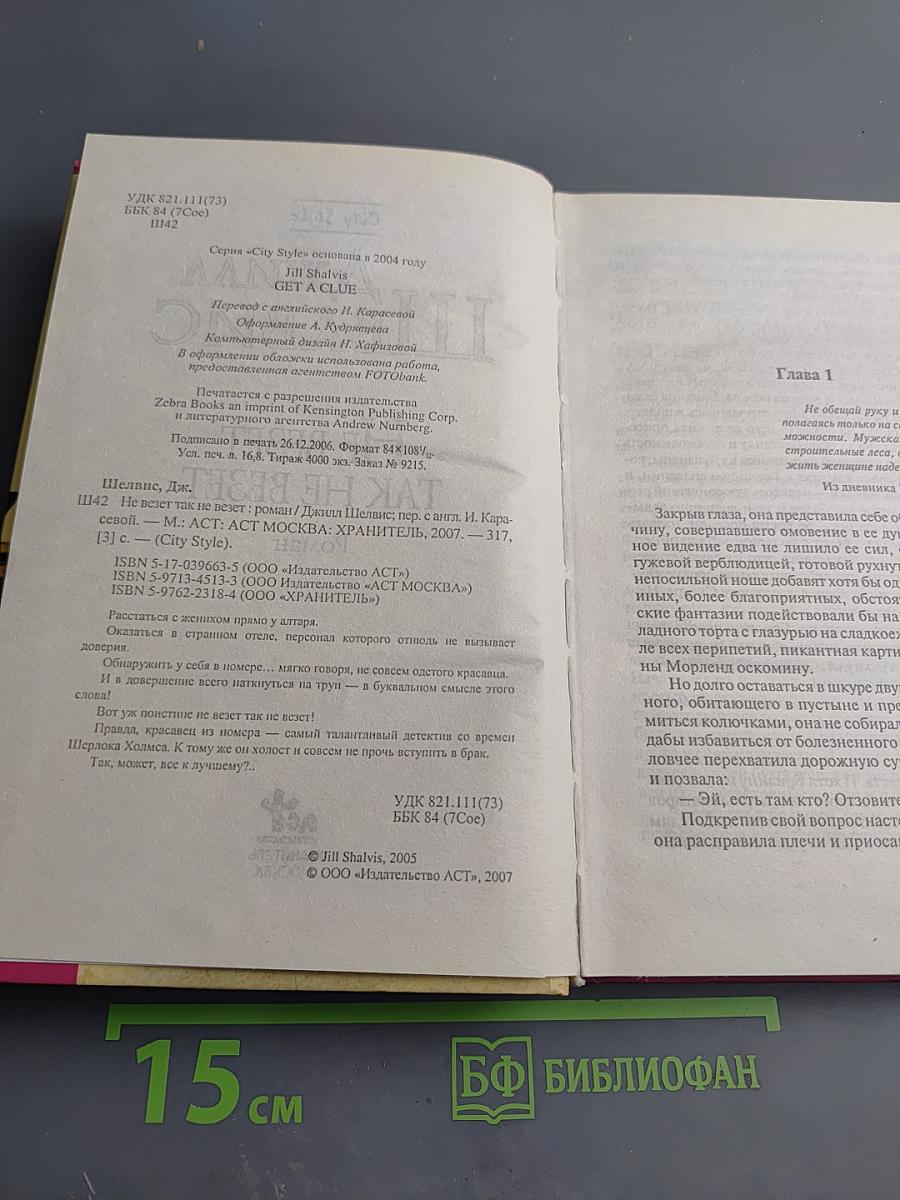 УДК 821.111(73)
ББК 84 (7Сое)
Ш42
Серия «City Style» основана в 2004 году
Jill Shalvis
GET A CLUE
Перевод с английского И. Карасевой
Оформление А. Кудрявцева
Компьютерный дизайн Н. Хафизовой
В оформлении обложки использована работа,
предоставленная агентством FOTObank.
Печатается с разрешения издательства
Zebra Books an imprint of Kensington Publishing Corp.
и литературного агентства Andrew Nurnberg.
Подписано в печать 26.12.2006. Формат 84×108¹/₃₂.
Усл. печ. л. 16,8. Тираж 4000 экз. Заказ № 9215.
Шелвис, Дж.
Ш42 Не везет так не везет : роман / Джилл Шелвис; пер. с англ. И. Кара-
севой. — М.: АСТ: АСТ МОСКВА: ХРАНИТЕЛЬ, 2007. — 317,
[3] с. — (City Style).
ISBN 5-17-039663-5 (ООО «Издательство АСТ»)
ISBN 5-9713-4513-3 (ООО Издательство «АСТ МОСКВА»)
ISBN 5-9762-2318-4 (ООО «ХРАНИТЕЛЬ»)
Расстаться с женихом прямо у алтаря.
Оказаться в странном отеле, персонал которого отнюдь не вызывает
доверия.
Обнаружить у себя в номере... мягко говоря, не совсем одетого красавца.
И в довершение всего наткнуться на труп — в буквальном смысле этого
слова!
Вот уж поистине не везет так не везет!
Правда, красавец из номера — самый талантливый детектив со времен
Шерлока Холмса. К тому же он холост и совсем не прочь вступить в брак.
Так, может, все к лучшему?..
УДК 821.111(73)
ББК 84 (7Сое)
© Jill Shalvis, 2005
© ООО «Издательство АСТ», 2007
Глава 1
Не обещай руку и
полагаясь только на со
можности. Мужска
строительные леса,
жить женщине наде
Из дневника
Закрыв глаза, она представила себе об
чину, совершавшего омовение в ее ду
ное видение едва не лишило ее сил,
гужевой верблюдицей, готовой рухнут
непосильной ноше добавят хотя бы од
иных, более благоприятных, обстоят
ские фантазии подействовали бы на
ладного торта с глазурью на сладкоеж
ле всех перипетий, пикантная карти
ны Морленд оскомину.
Но долго оставаться в шкуре двуг
ного, обитающего в пустыне и пре
миться колючками, она не собирал
дабы избавиться от болезненного
ловчее перехватила дорожную су
и позвала:
— Эй, есть там кто? Отзовите
Подкрепив свой вопрос насто
она расправила плечи и приоса
15 см
БФ БИБЛИОФАН